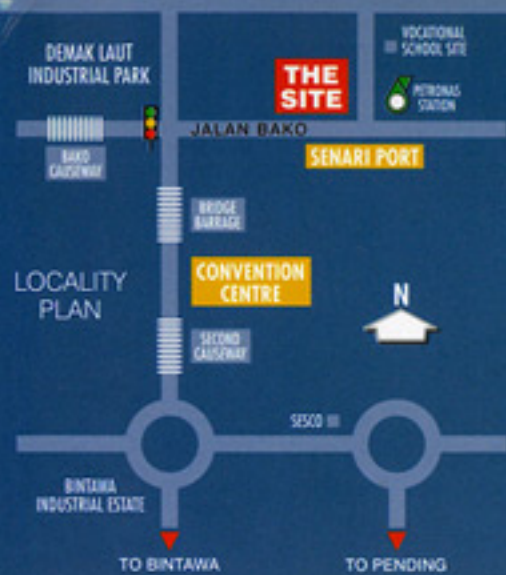 DEMAK LAUT
INDUSTRIAL PARK
VOCATIONAL
SCHOOL SITE
THE
SITE
PETRONAS
STATION
JALAN BAKO
BAKO
CAUSEWAY
SENARI PORT
BRIDGE
BARRAGE
LOCALITY
PLAN
CONVENTION
CENTRE
N
SECOND
CAUSEWAY
SESCO
BINTAWA
INDUSTRIAL ESTATE
TO BINTAWA
TO PENDING